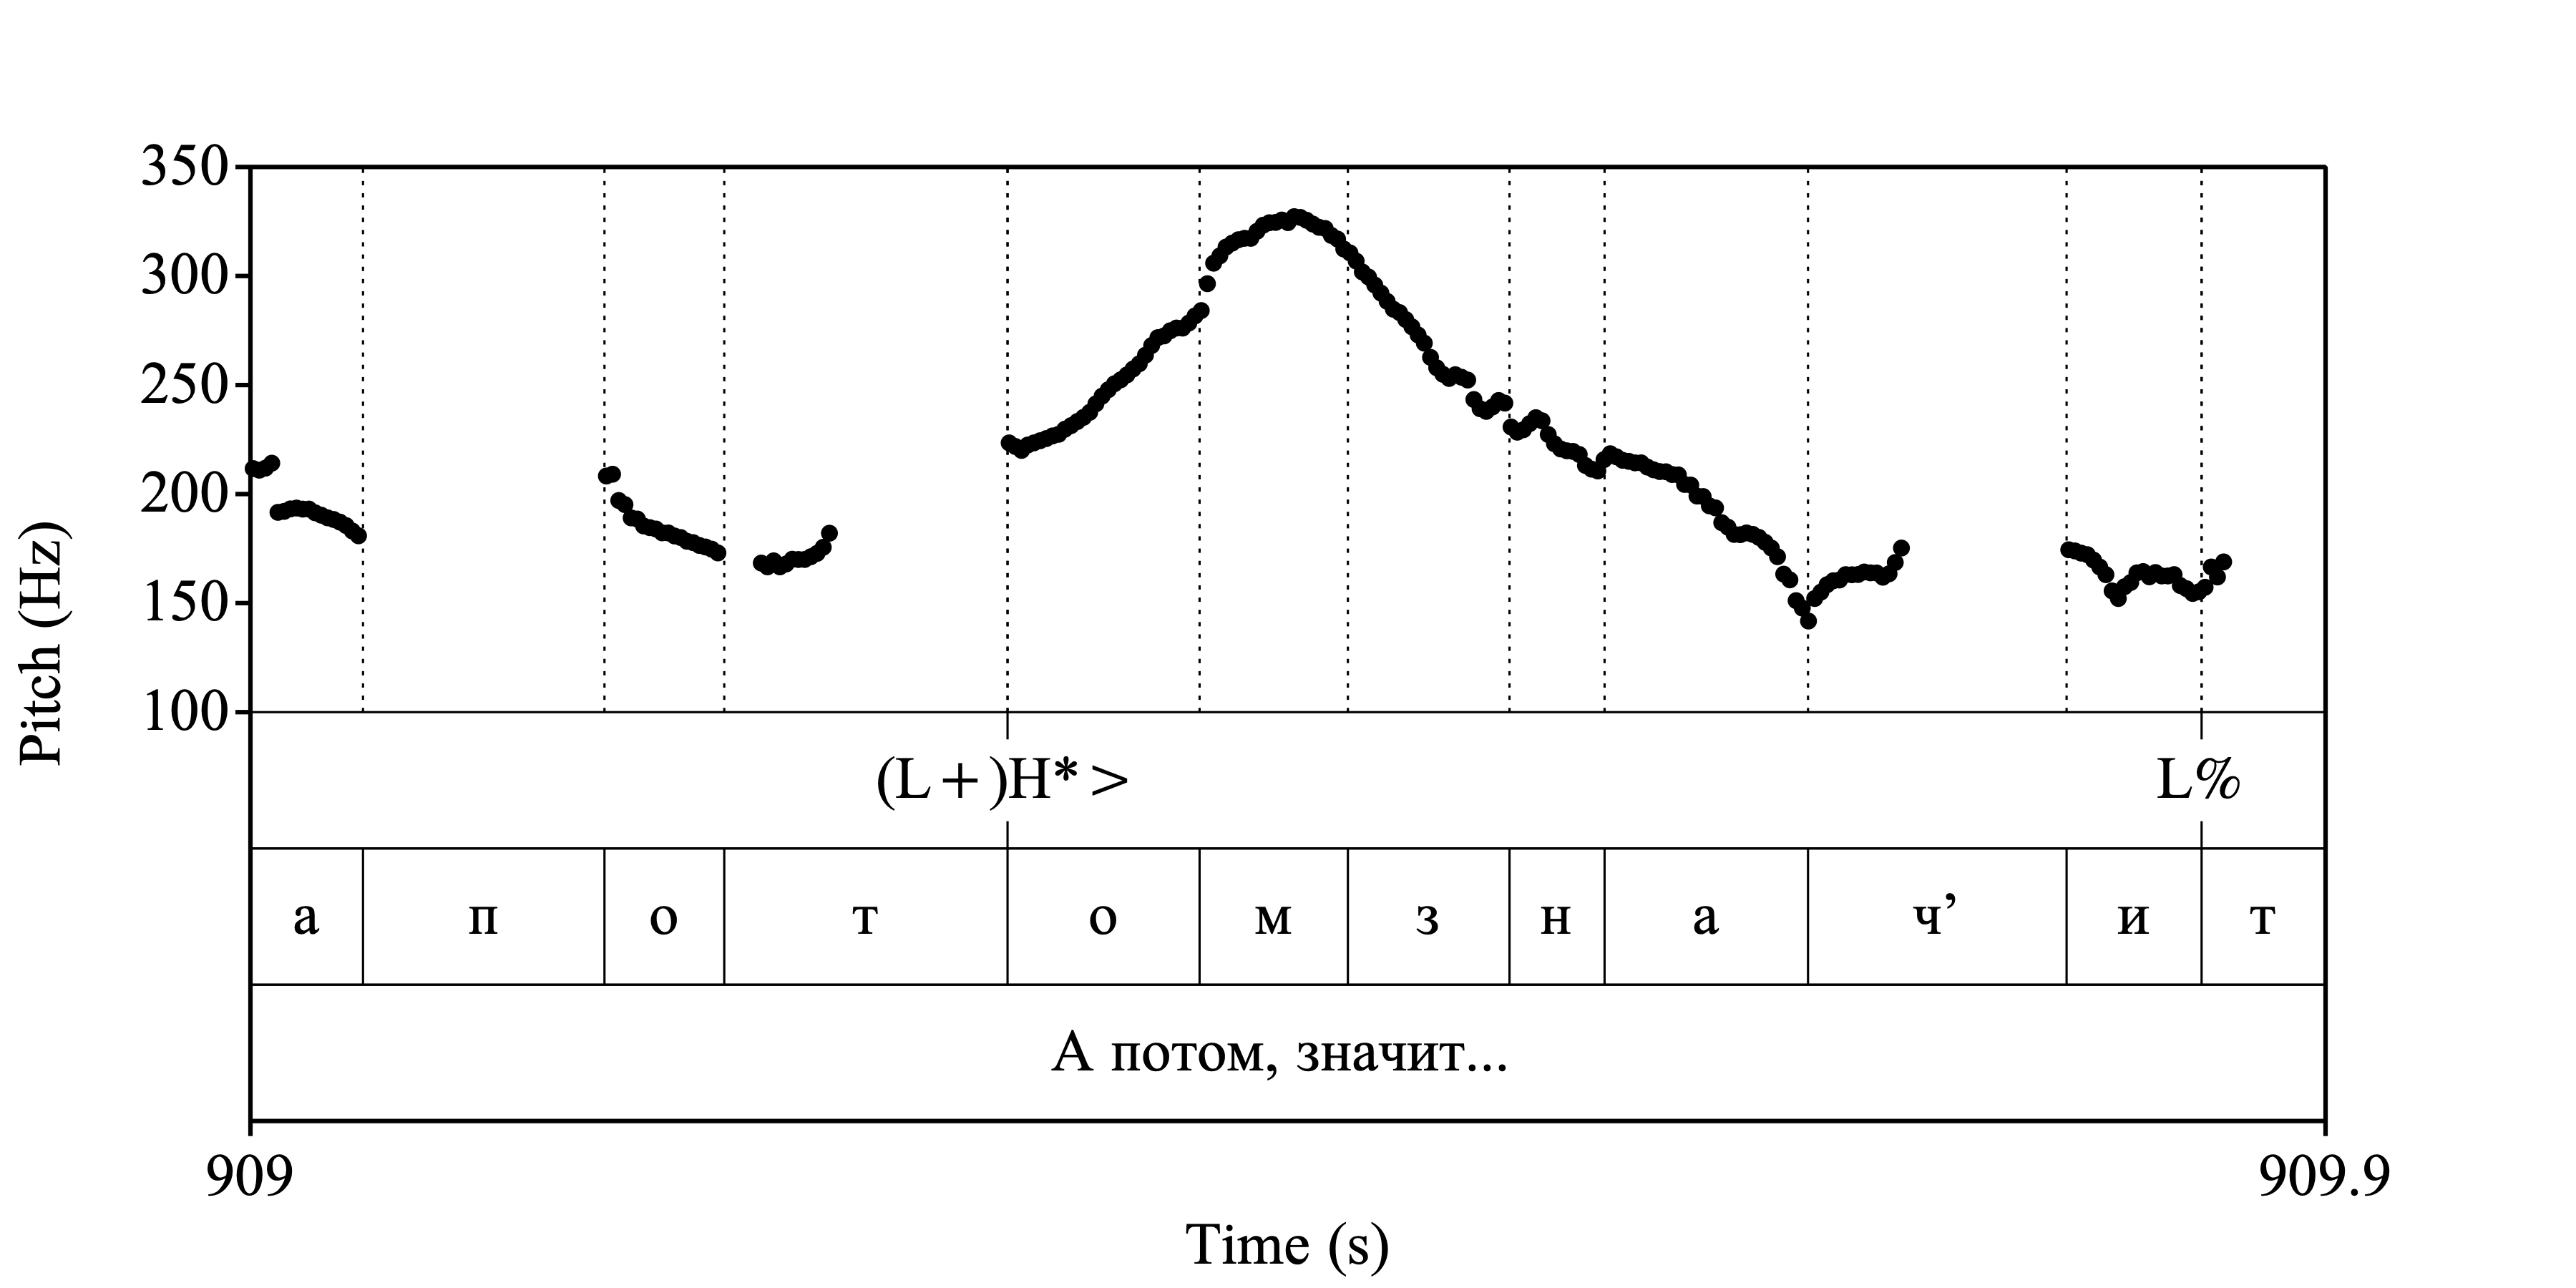 350
300
250
200
150
100
Pitch (Hz)
(L+)H*> L%
а п о т о м з н а ч’ и т
А потом, значит...
909 909.9
Time (s)